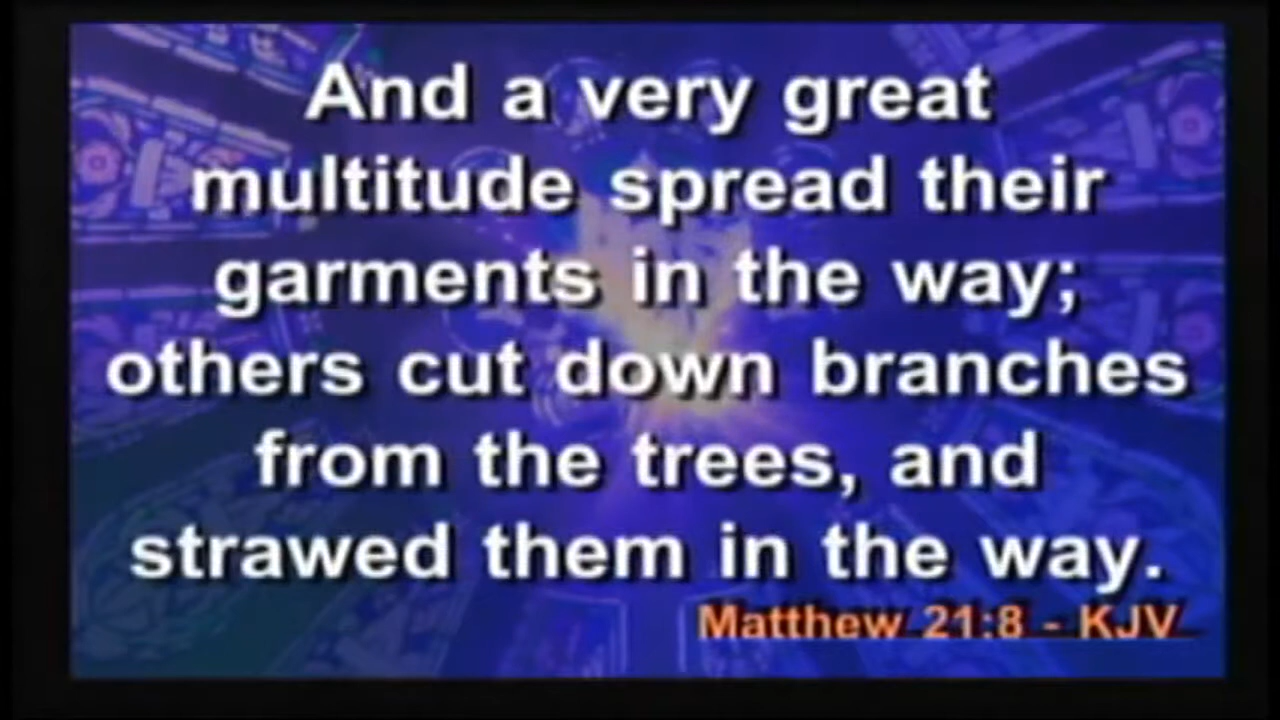 And a very great
multitude spread their
garments in the way;
others cut down branches
from the trees, and
strawed them in the way.
Matthew 21:8 - KJV